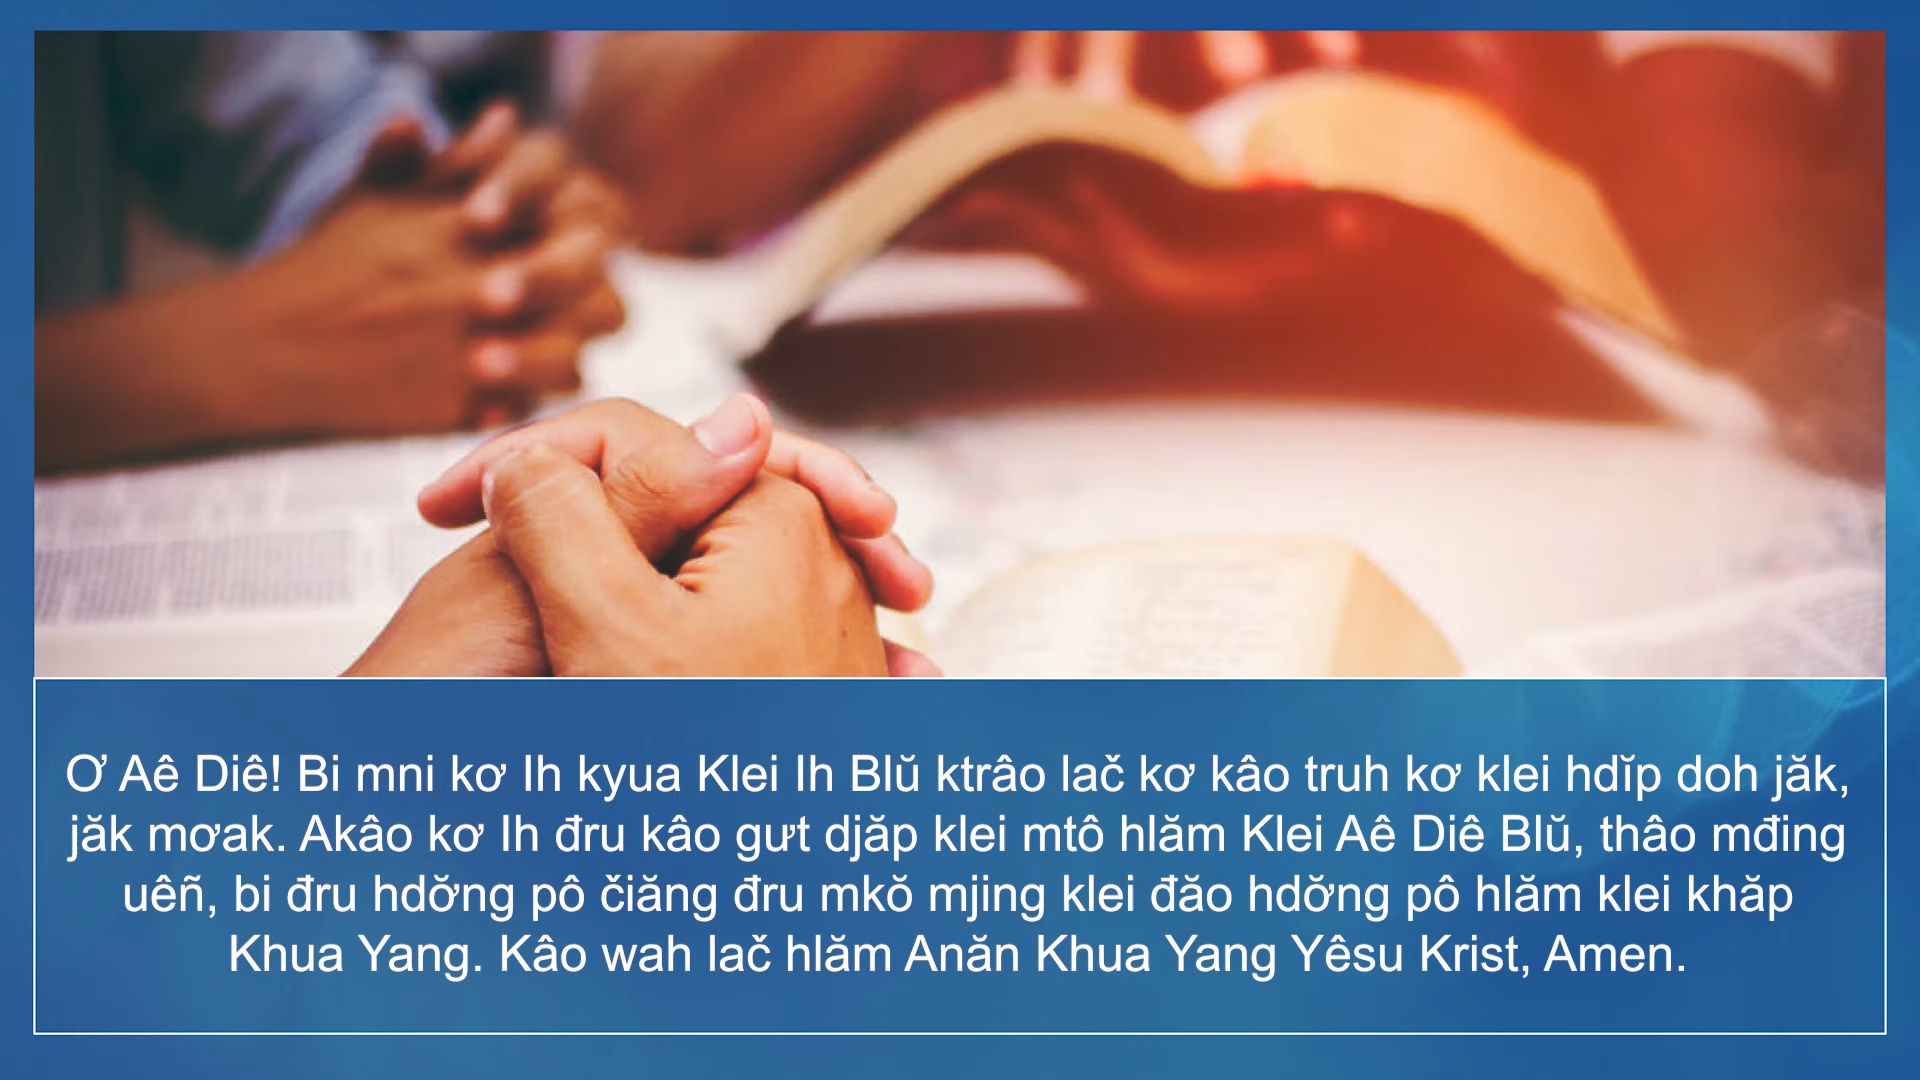 Ơ Aê Diê! Bi mni kơ Ih kyua Klei Ih Blŭ ktrâo lač kơ kâo truh kơ klei hdĭp doh jăk,
jăk mơak. Akâo kơ Ih đru kâo gưt djăp klei mtô hlăm Klei Aê Diê Blŭ, thâo mđing
uêñ, bi đru hdơ̆ng pô čiăng đru mkŏ mjing klei đăo hdơ̆ng pô hlăm klei khăp
Khua Yang. Kâo wah lač hlăm Anăn Khua Yang Yêsu Krist, Amen.